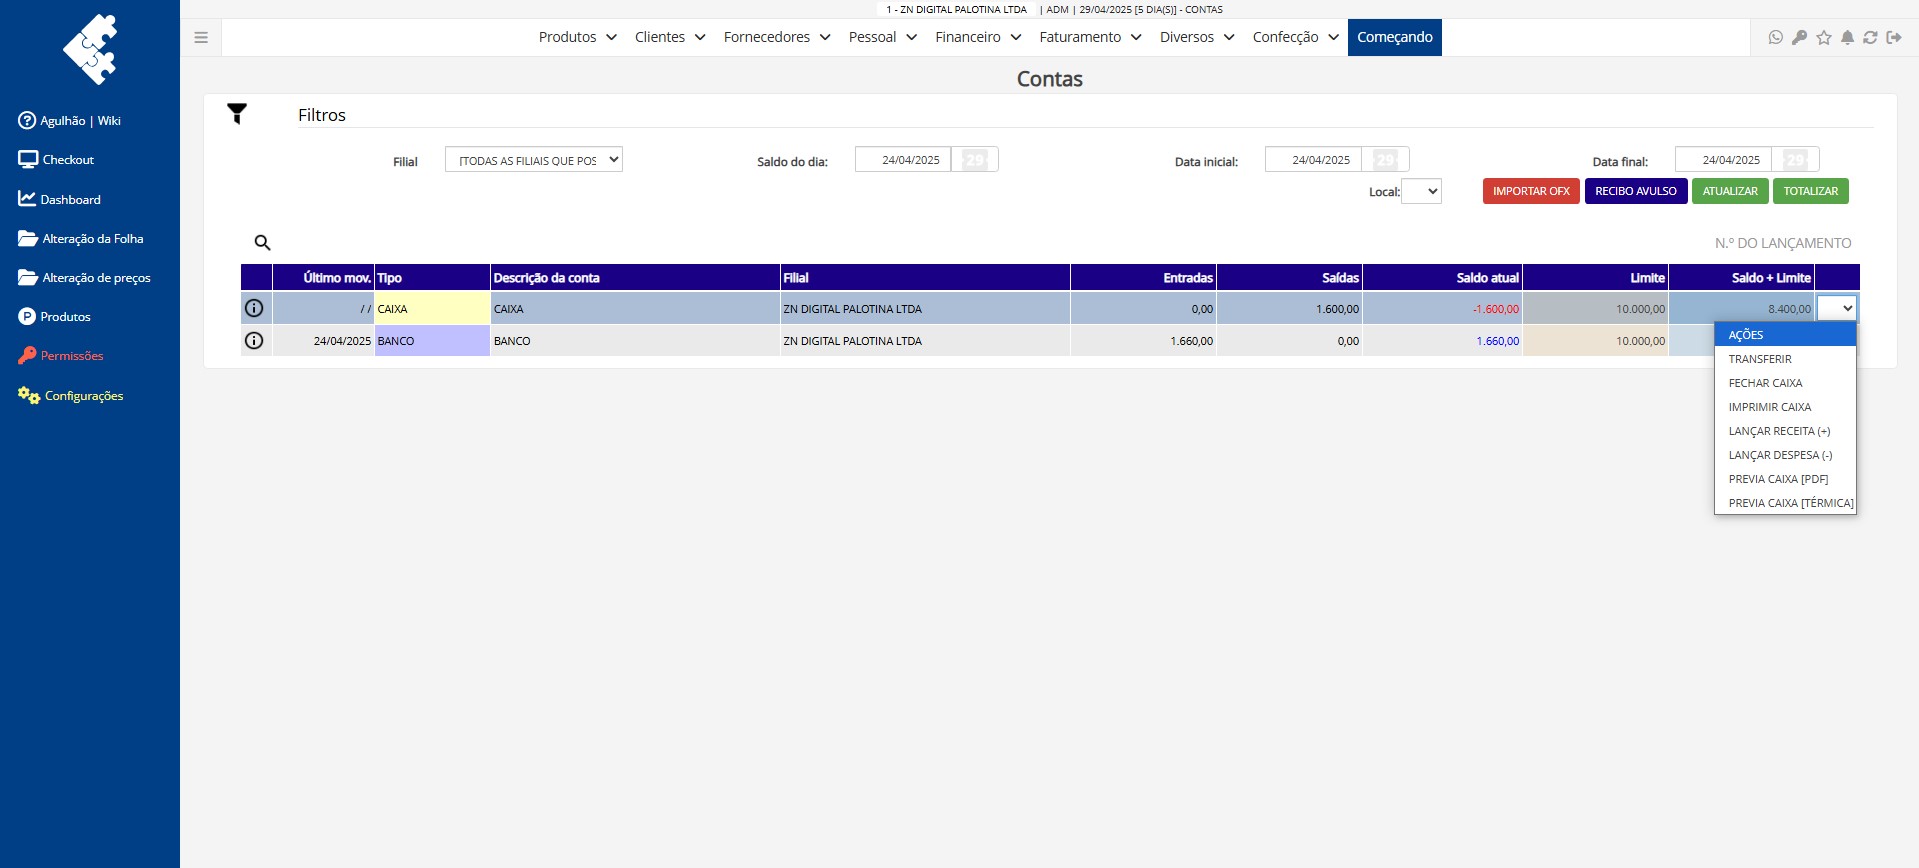 1 - ZN DIGITAL PALOTINA LTDA | ADM | 29/04/2025 [5 DIA(S)] - CONTAS
Produtos Clientes Fornecedores Pessoal Financeiro Faturamento Diversos Confecção Começando
Agulhão | Wiki
Checkout
Dashboard
Alteração da Folha
Alteração de preços
Produtos
Permissões
Configurações
Contas
Filtros
Filial [TODAS AS FILIAIS QUE POS Saldo do dia: 24/04/2025 29 Data inicial: 24/04/2025 29 Data final: 24/04/2025 29
Local: IMPORTAR OFX RECIBO AVULSO ATUALIZAR TOTALIZAR
N.º DO LANÇAMENTO
Último mov. Tipo Descrição da conta Filial Entradas Saídas Saldo atual Limite Saldo + Limite
/ / CAIXA CAIXA ZN DIGITAL PALOTINA LTDA 0,00 1.600,00 -1.600,00 10.000,00 8.400,00
24/04/2025 BANCO BANCO ZN DIGITAL PALOTINA LTDA 1.660,00 0,00 1.660,00 10.000,00
AÇÕES
TRANSFERIR
FECHAR CAIXA
IMPRIMIR CAIXA
LANÇAR RECEITA (+)
LANÇAR DESPESA (-)
PREVIA CAIXA [PDF]
PREVIA CAIXA [TÉRMICA]